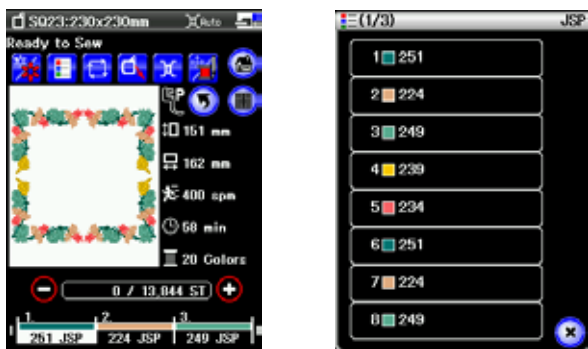 SQ23:230x230mm Auto
Ready to Sew
151 mm
162 mm
400 spm
58 min
20 Colors
0 / 13,844 ST
1. 2. 3.
251 JSP 224 JSP 249 JSP
(1/3) JSP
1 251
2 224
3 249
4 239
5 234
6 251
7 224
8 249